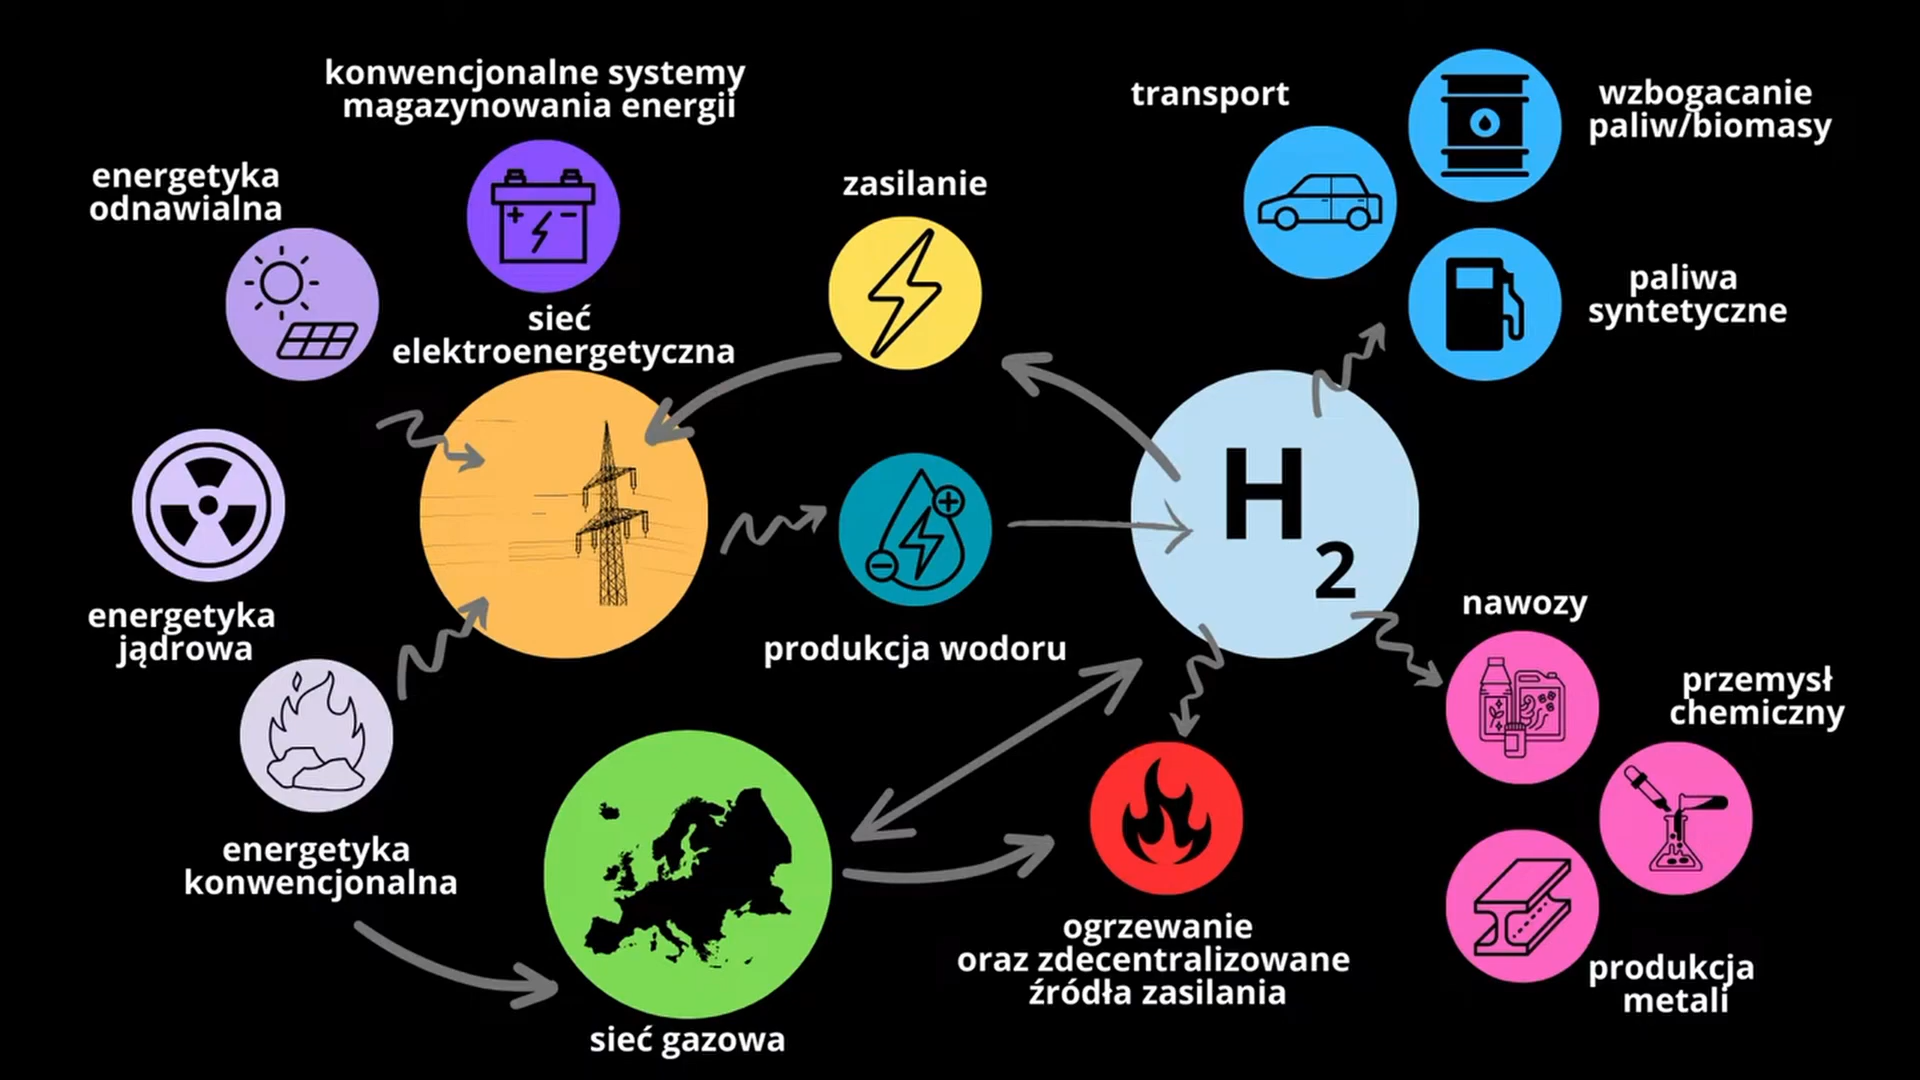 konwencjonalne systemy
magazynowania energii
energetyka
odnawialna
sieć
elektroenergetyczna
energetyka
jądrowa
energetyka
konwencjonalna
sieć gazowa
zasilanie
produkcja wodoru
H2
transport
wzbogacanie
paliw/biomasy
paliwa
syntetyczne
nawozy
przemysł
chemiczny
produkcja
metali
ogrzewanie
oraz zdecentralizowane
źródła zasilania